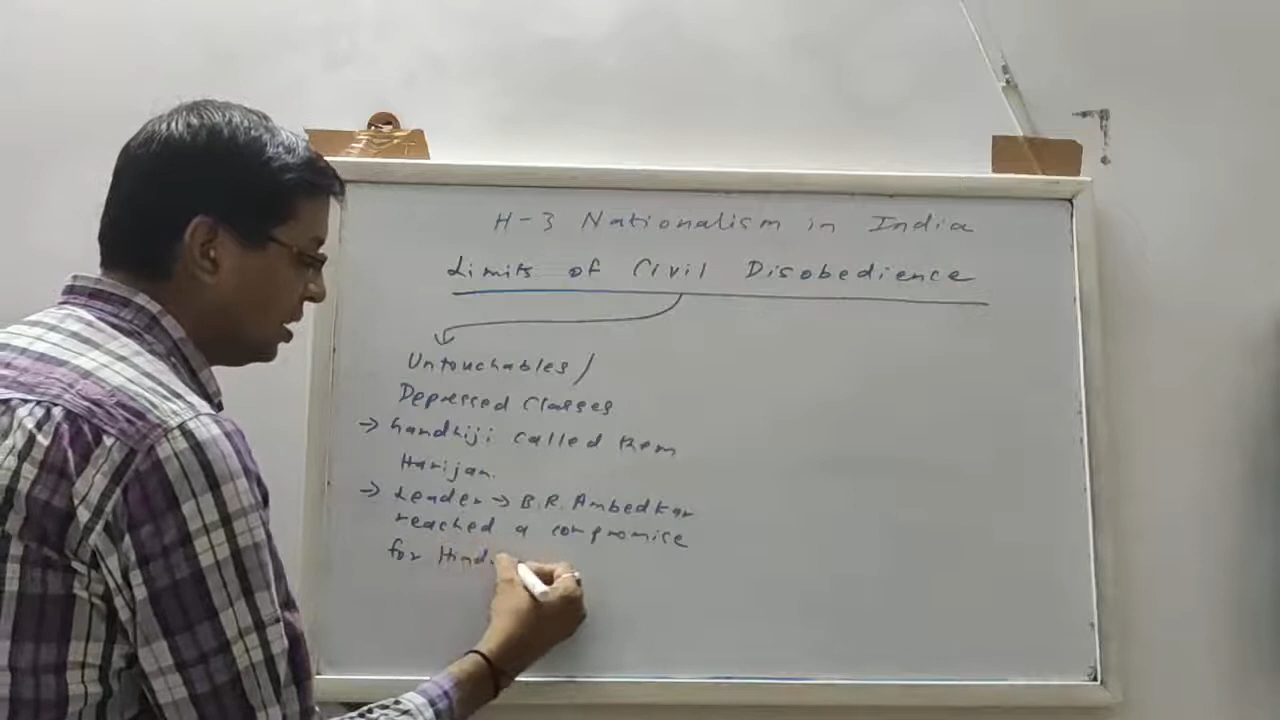 H-3 Nationalism in India
Limits of Civil Disobedience
Untouchables/
Depressed Classes
→ Gandhiji called them
Harijan.
→ Leader → B.R. Ambedkar
reached a compromise
for Hind